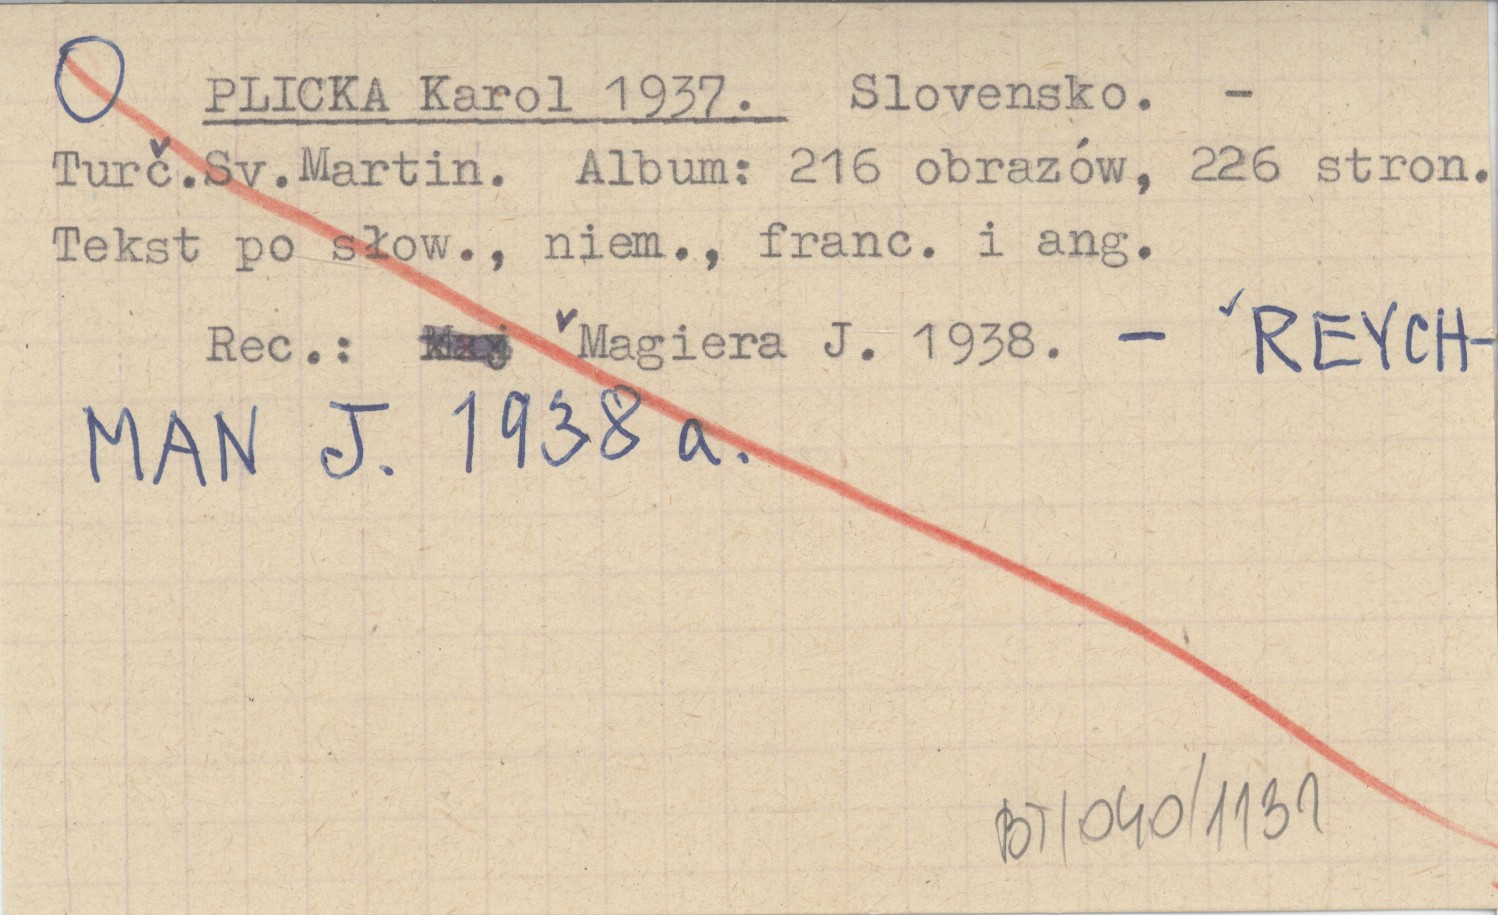 PLICKA Karol 1937. Slovensko. -
Turč.Sv.Martin. Album: 216 obrazów, 226 stron.
Tekst po słow., niem., franc. i ang.
Rec.: Magiera J. 1938. - REYCH-
MAN J. 1938 a.
BT/040/1131